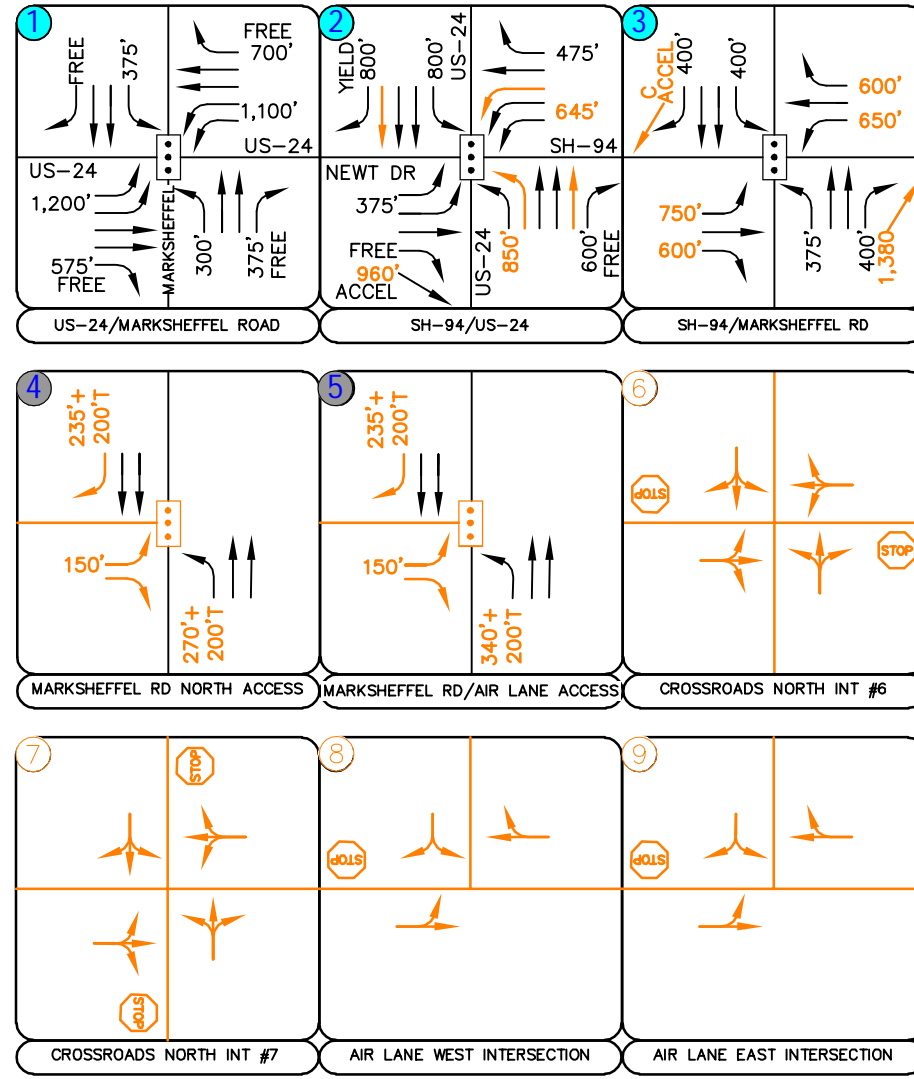 1
FREE
375'
FREE
700'
1,100'
US-24
US-24
1,200'
MARKSHEFFEL
575'
FREE
300'
375'
FREE
US-24/MARKSHEFFEL ROAD
2
YIELD
800'
800'
US-24
475'
645'
SH-94
NEWT DR
375'
FREE
960'
ACCEL
US-24
850'
600'
FREE
SH-94/US-24
3
C
ACCEL
400'
400'
600'
650'
750'
600'
375'
400'
1,380
SH-94/MARKSHEFFEL RD
4
235'+
200'T
150'
270'+
200'T
MARKSHEFFEL RD NORTH ACCESS
5
235'+
200'T
150'
340'+
200'T
MARKSHEFFEL RD/AIR LANE ACCESS
6
STOP
STOP
CROSSROADS NORTH INT #6
7
STOP
STOP
CROSSROADS NORTH INT #7
8
STOP
AIR LANE WEST INTERSECTION
9
STOP
AIR LANE EAST INTERSECTION